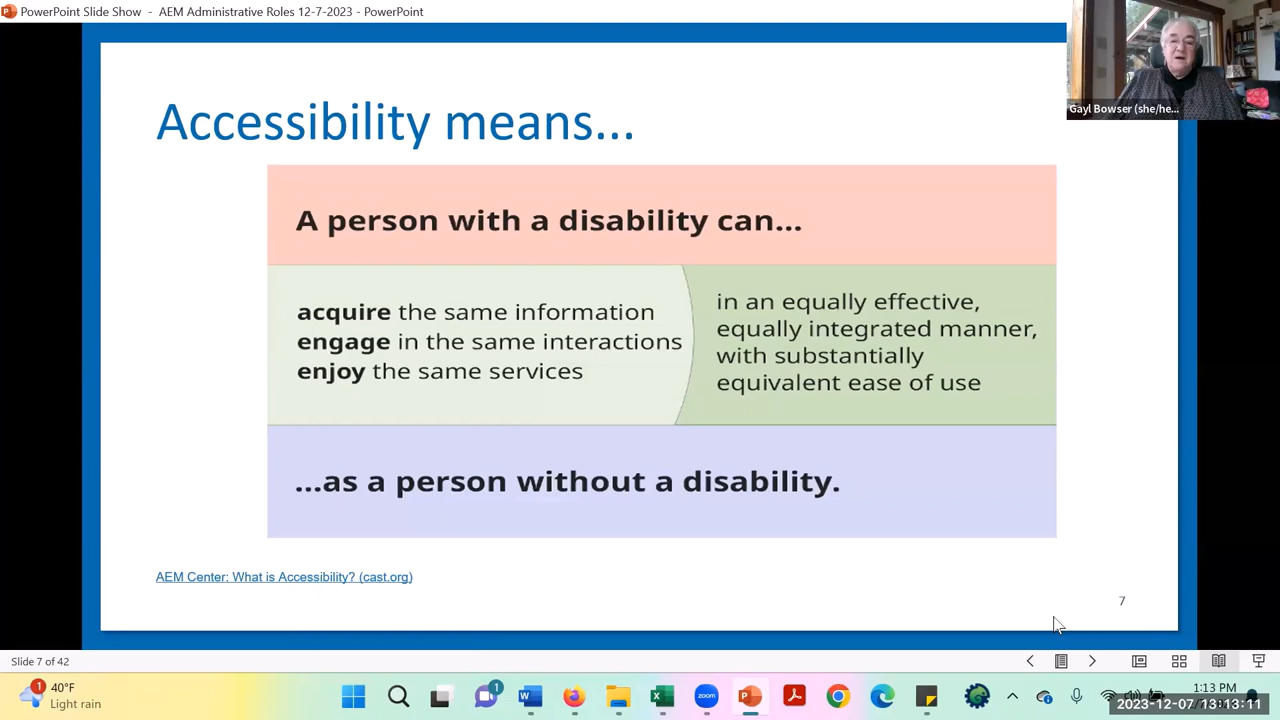 PowerPoint Slide Show - AEM Administrative Roles 12-7-2023 - PowerPoint
Gayl Bowser (she/he...
Accessibility means...
A person with a disability can...
acquire the same information
engage in the same interactions
enjoy the same services
in an equally effective,
equally integrated manner,
with substantially
equivalent ease of use
...as a person without a disability.
AEM Center: What is Accessibility? (cast.org)
7
Slide 7 of 42
1
40°F
Light rain
1
zoom
1:13 PM
2023-12-07 13:13:11